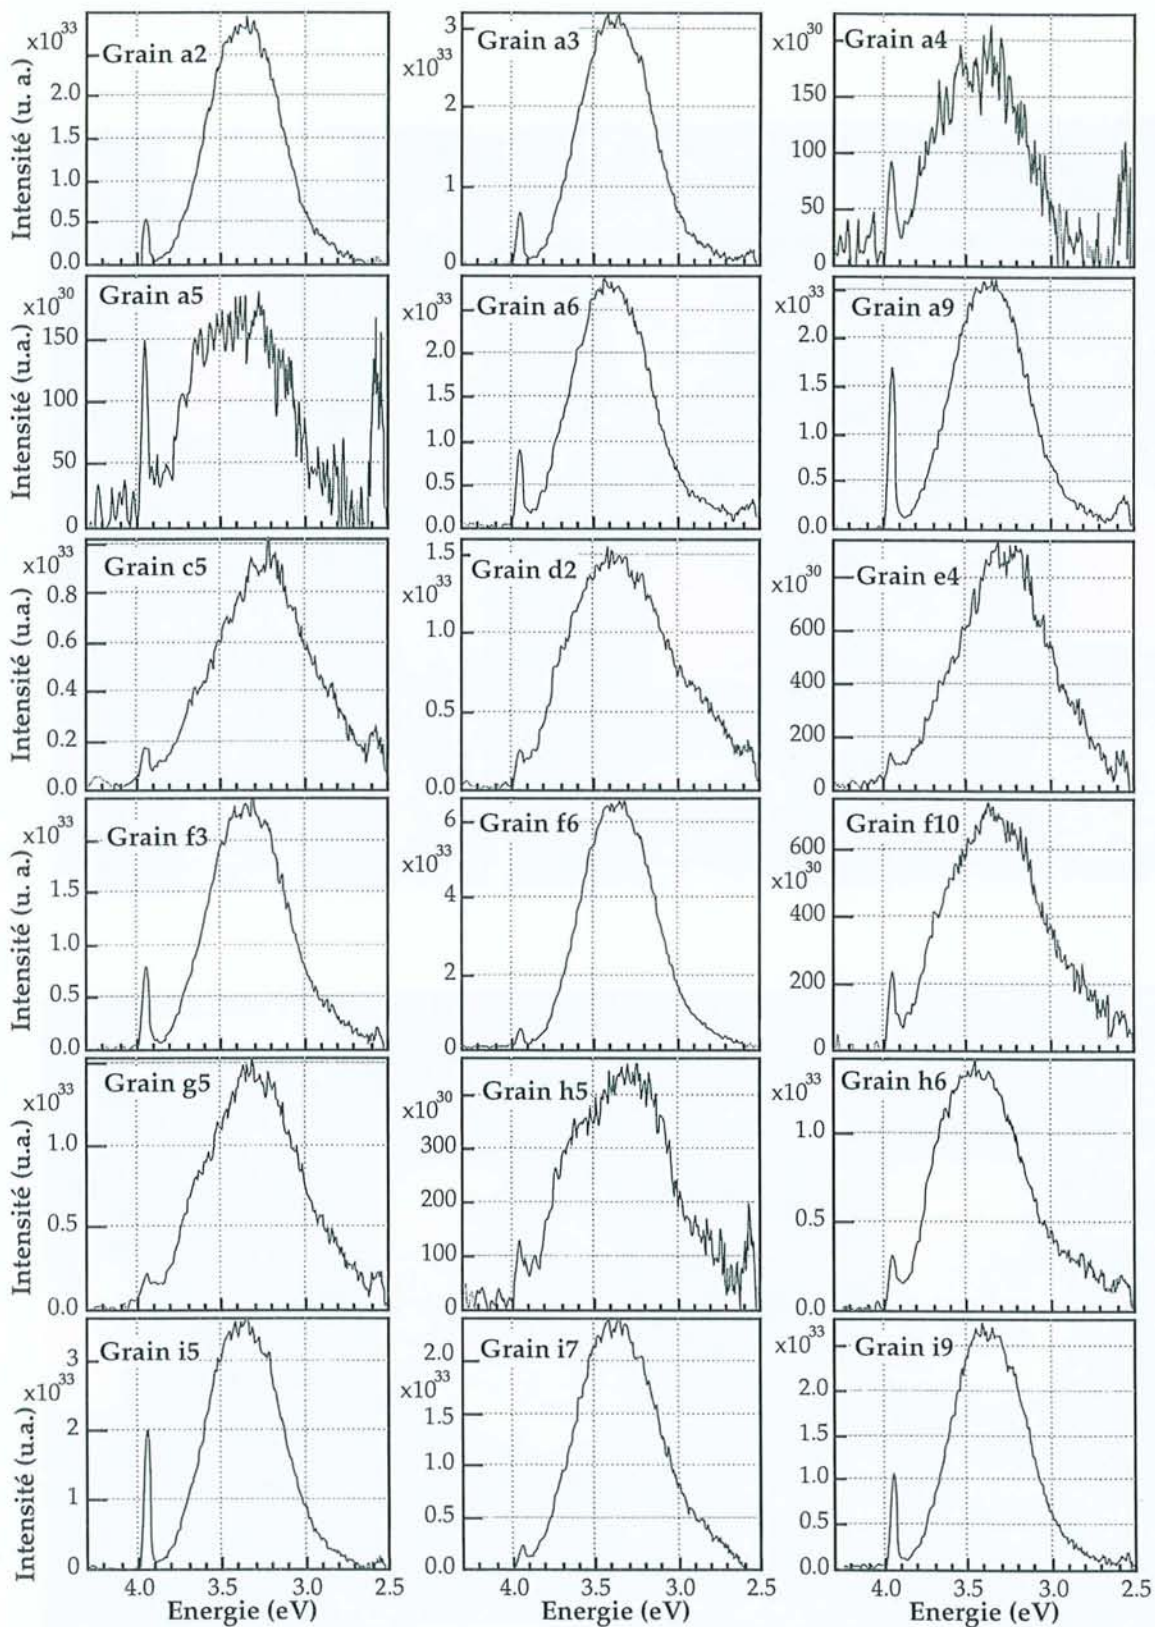 Grain a2
x10^33
Intensité (u. a.)
2.0
1.5
1.0
0.5
0.0
Grain a3
3
x10^33
2
1
0
Grain a4
x10^30
150
100
50
0
Grain a5
x10^30
Intensité (u.a.)
150
100
50
0
Grain a6
x10^33
2.0
1.5
1.0
0.5
0.0
Grain a9
x10^33
2.0
1.5
1.0
0.5
0.0
Grain c5
x10^33
Intensité (u.a.)
0.8
0.6
0.4
0.2
0.0
Grain d2
1.5
x10^33
1.0
0.5
0.0
Grain e4
x10^30
600
400
200
0
Grain f3
x10^33
Intensité (u. a.)
1.5
1.0
0.5
0.0
Grain f6
6
x10^33
4
2
0
Grain f10
600
x10^30
400
200
0
Grain g5
x10^33
Intensité (u.a.)
1.0
0.5
0.0
Grain h5
x10^30
300
200
100
0
Grain h6
x10^33
1.0
0.5
0.0
Grain i5
3
x10^33
Intensité (u.a.)
2
1
0
4.0 3.5 3.0 2.5
Energie (eV)
Grain i7
2.0
x10^33
1.5
1.0
0.5
0.0
4.0 3.5 3.0 2.5
Energie (eV)
Grain i9
x10^33
2.0
1.5
1.0
0.5
0.0
4.0 3.5 3.0 2.5
Energie (eV)